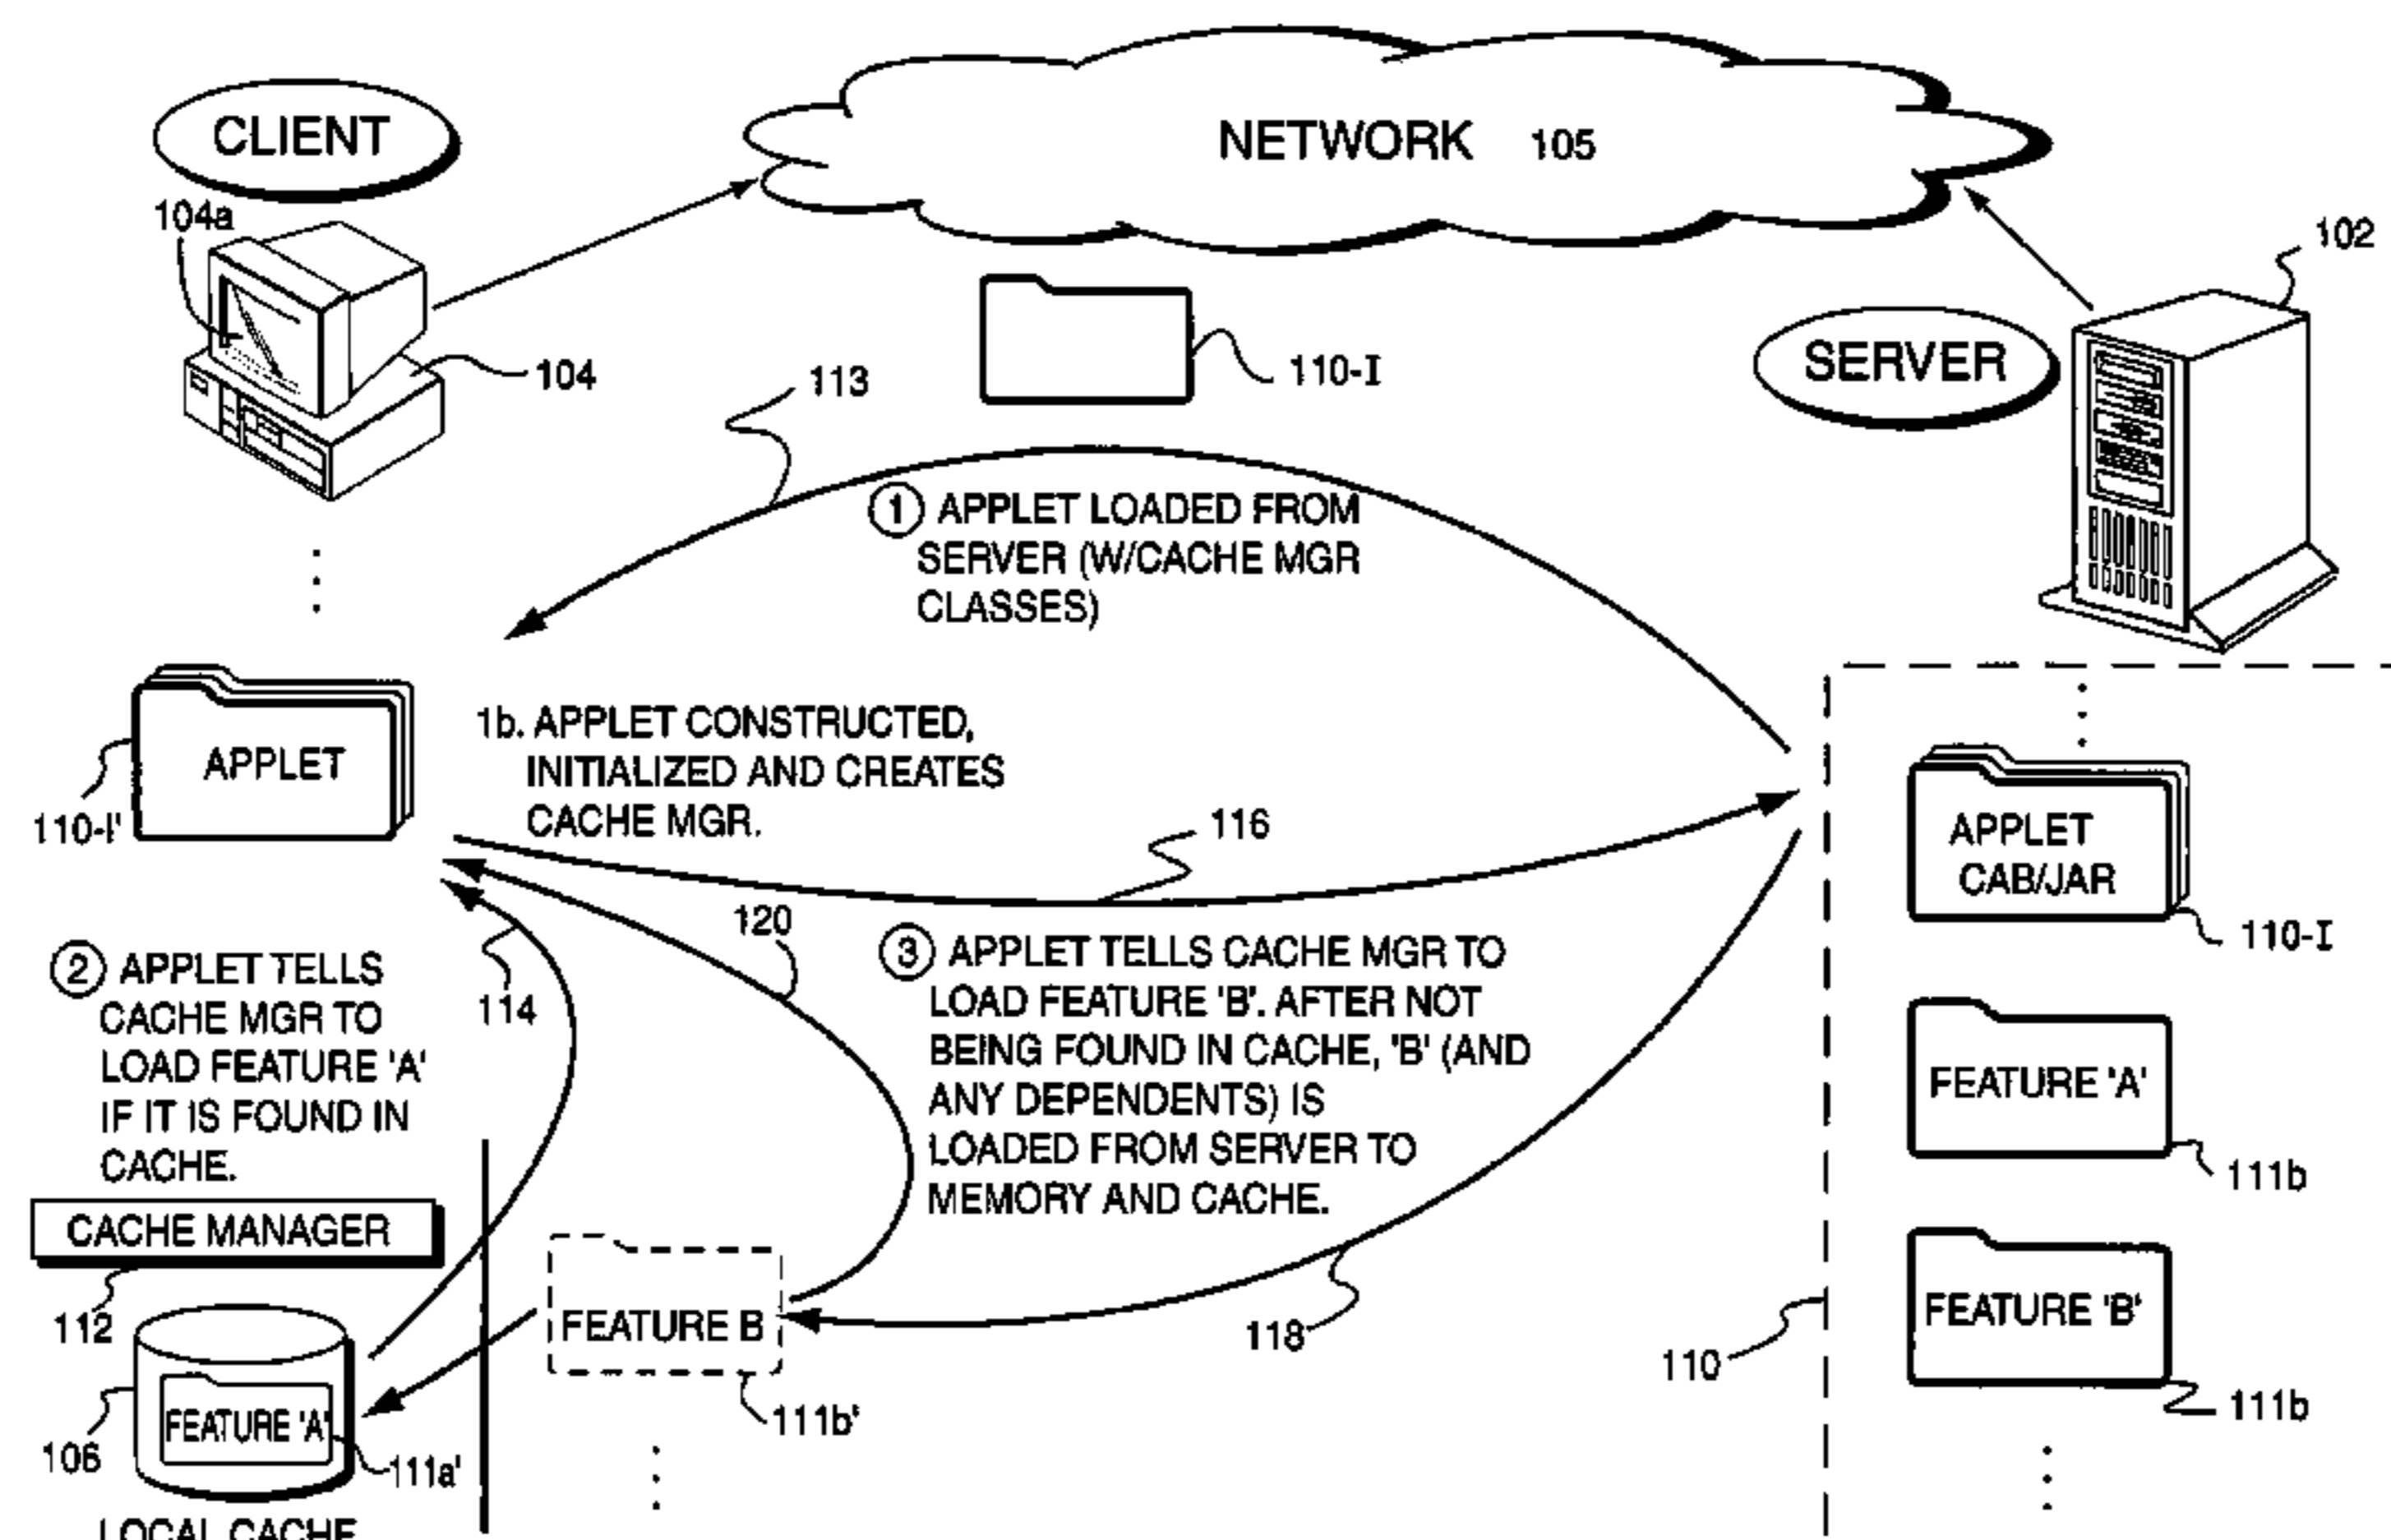 CLIENT
NETWORK 105
104a
102
104
110-I
SERVER
113
1 APPLET LOADED FROM
SERVER (W/CACHE MGR
CLASSES)
APPLET
110-I'
1b. APPLET CONSTRUCTED,
INITIALIZED AND CREATES
CACHE MGR.
116
APPLET
CAB/JAR
110-I
120
114
2 APPLET TELLS
CACHE MGR TO
LOAD FEATURE 'A'
IF IT IS FOUND IN
CACHE.
3 APPLET TELLS CACHE MGR TO
LOAD FEATURE 'B'. AFTER NOT
BEING FOUND IN CACHE, 'B' (AND
ANY DEPENDENTS) IS
LOADED FROM SERVER TO
MEMORY AND CACHE.
FEATURE 'A'
111b
CACHE MANAGER
112
FEATURE B
111b'
118
110
FEATURE 'B'
111b
FEATURE 'A'
106
111a'
LOCAL CACHE